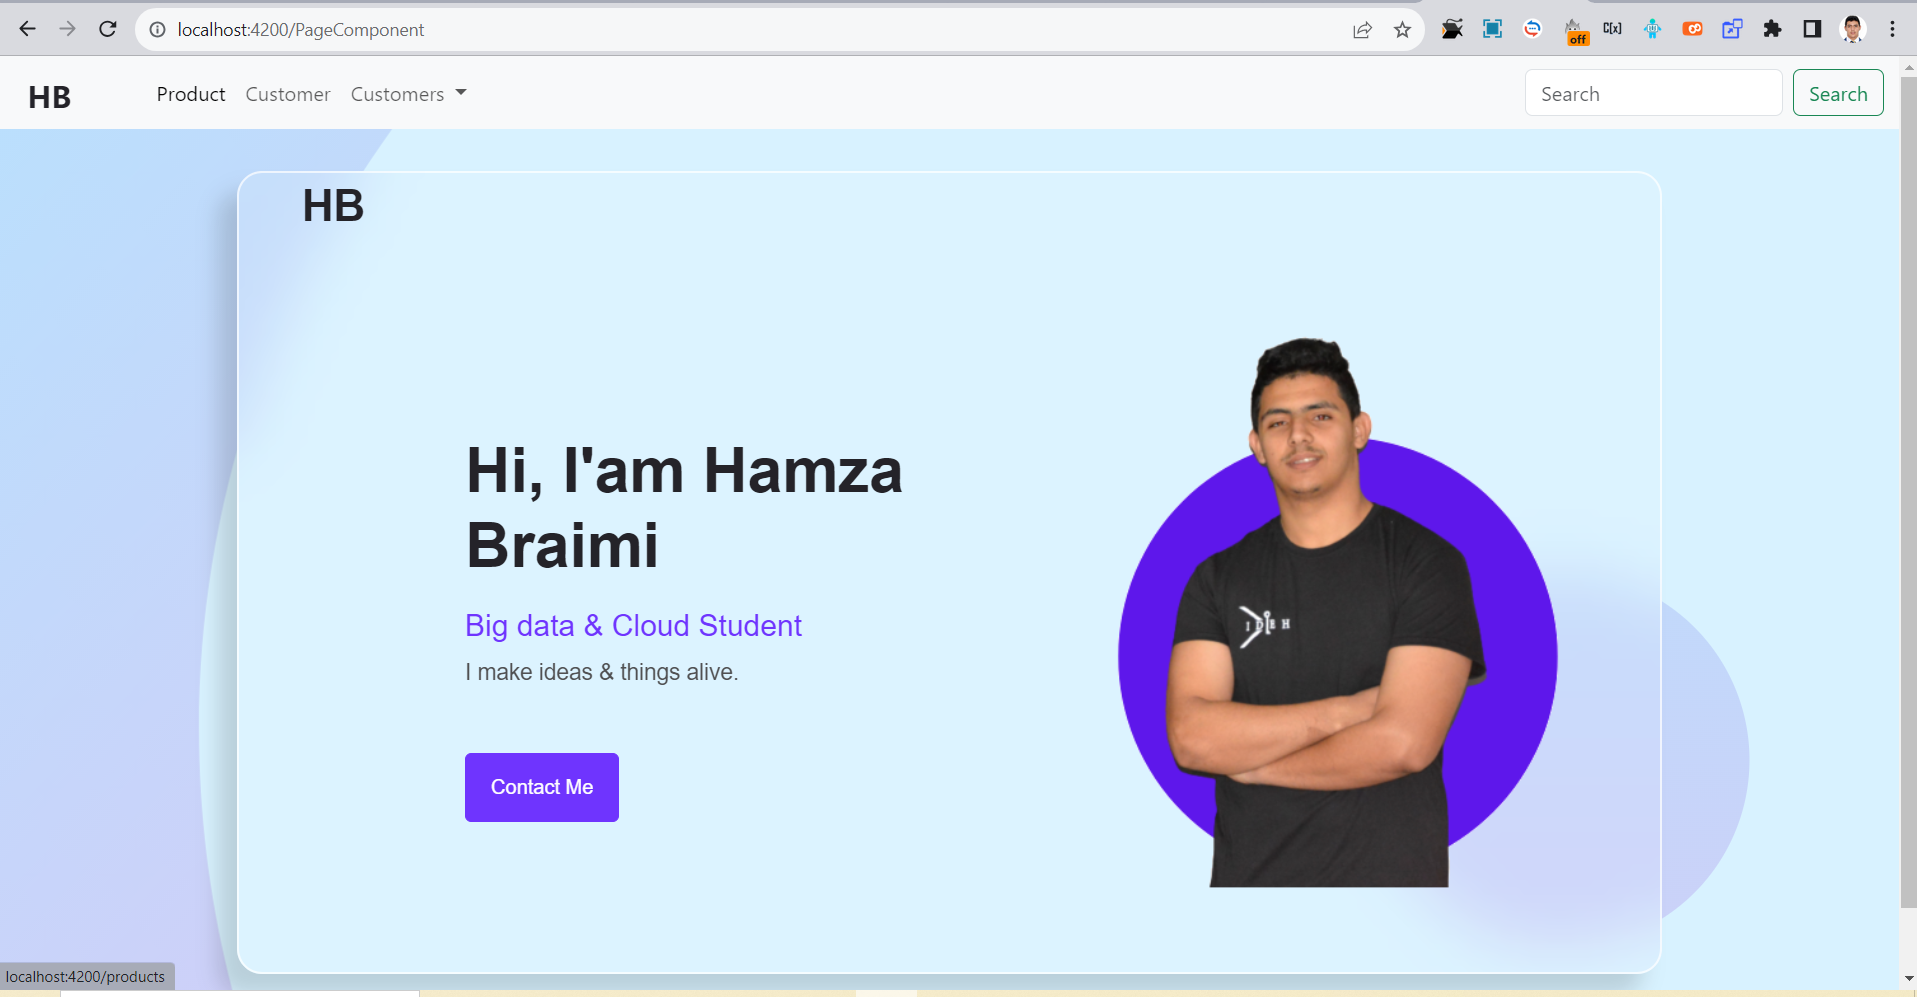 localhost:4200/PageComponent
off
C[x]
HB
Product Customer Customers
Search
Search
HB
Hi, I'am Hamza
Braimi
Big data & Cloud Student
I make ideas & things alive.
Contact Me
localhost:4200/products